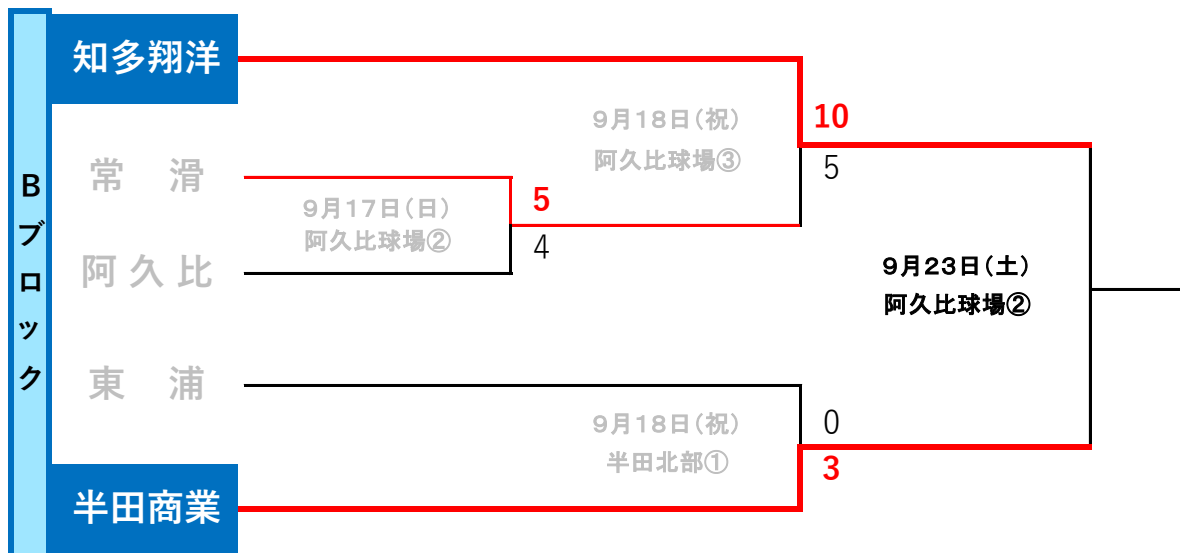 Bブロック
知多翔洋
常　滑
阿久比
東　浦
半田商業
9月17日(日)
阿久比球場②
5
4
9月18日(祝)
阿久比球場③
10
5
9月18日(祝)
半田北部①
0
3
9月23日(土)
阿久比球場②